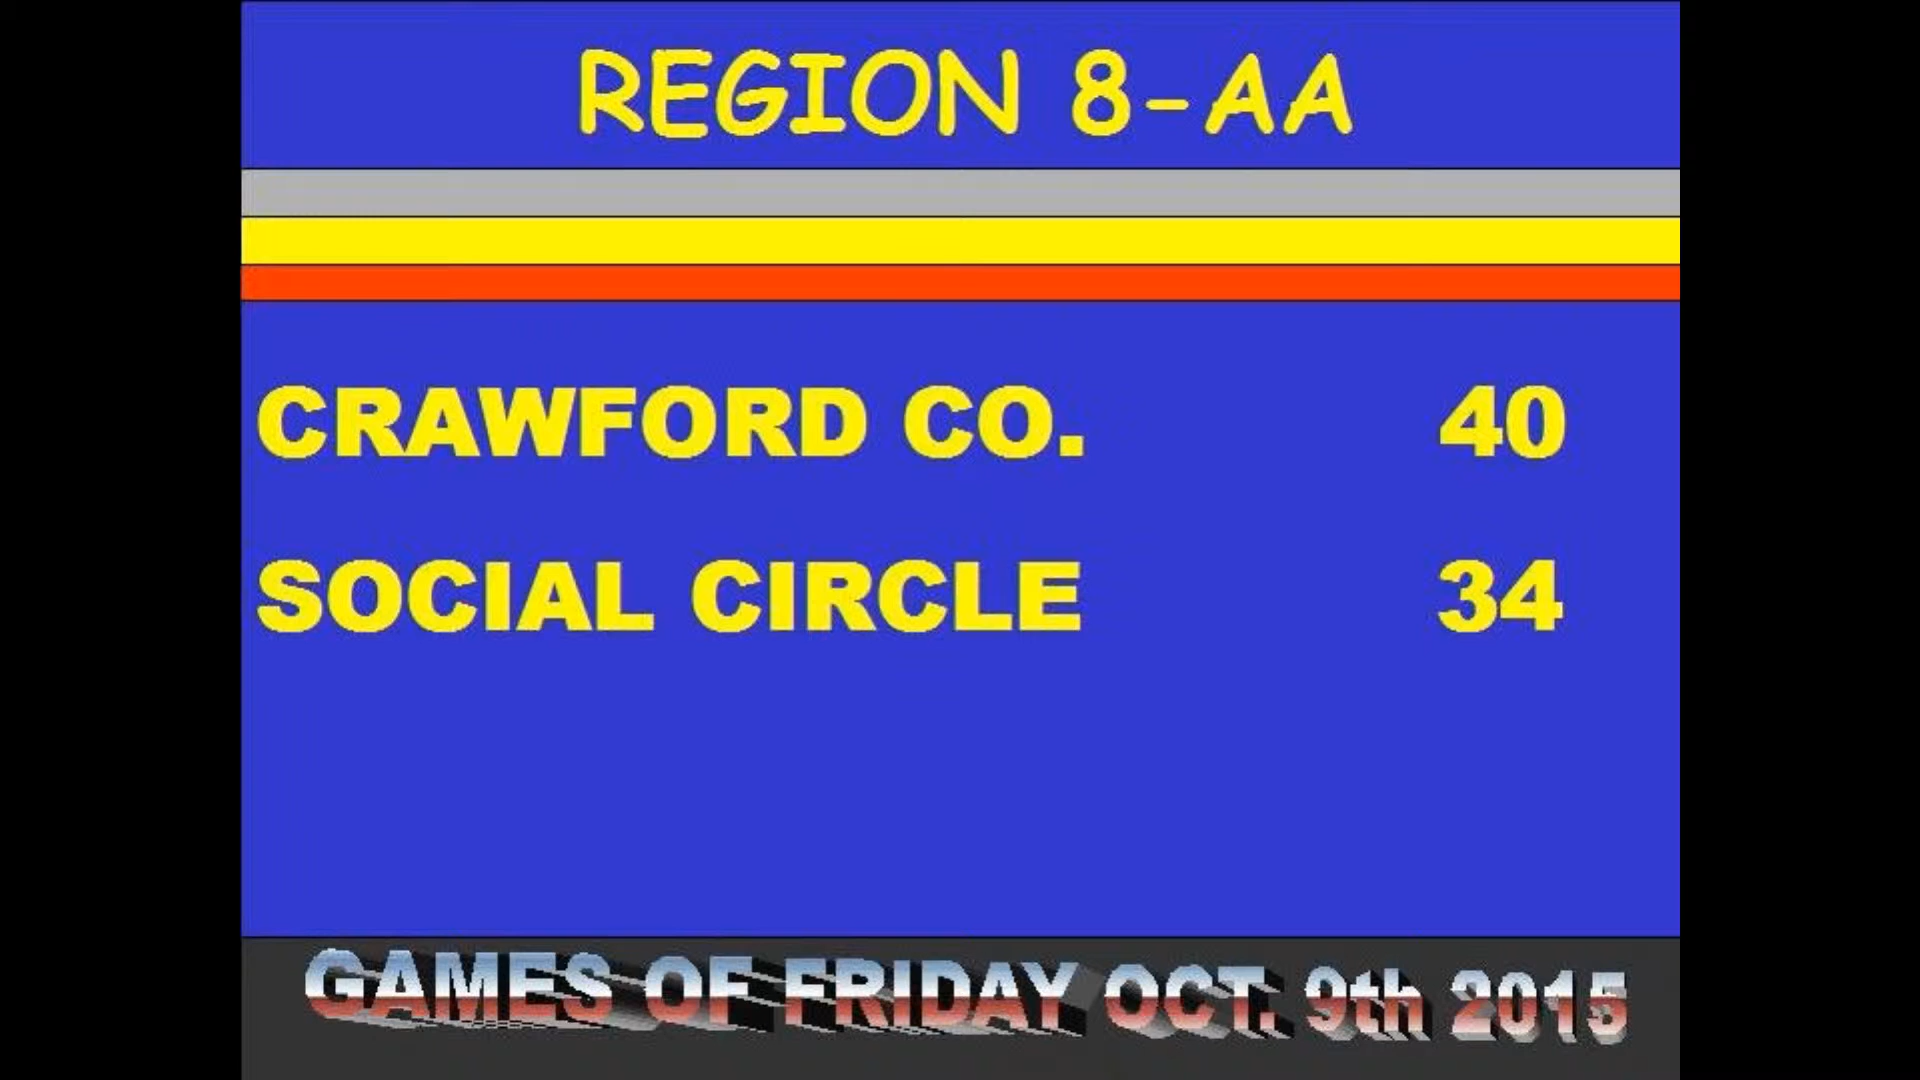 REGION 8-AA
CRAWFORD CO. 40
SOCIAL CIRCLE 34
GAMES OF FRIDAY OCT. 9th 2015